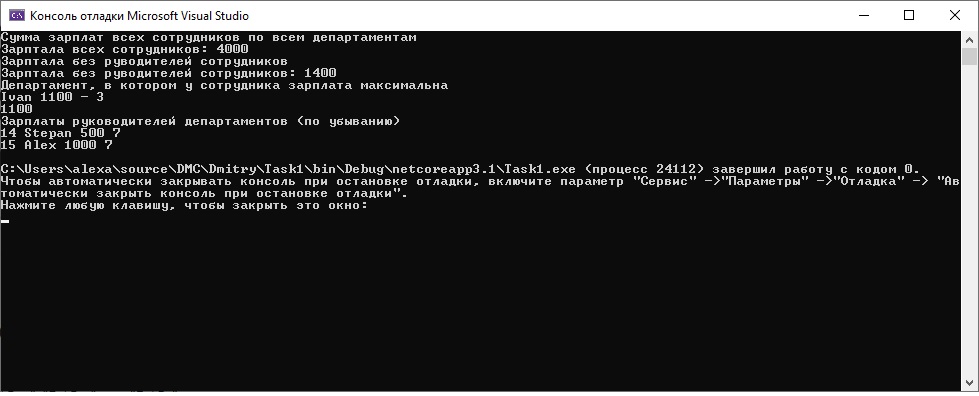 Консоль отладки Microsoft Visual Studio
Сумма зарплат всех сотрудников по всем департаментам
Зарптала всех сотрудников: 4000
Зарптала без руводителей сотрудников
Зарптала без руводителей сотрудников: 1400
Департамент, в котором у сотрудника зарплата максимальна
Ivan 1100 - 3
1100
Зарплаты руководителей департаментов (по убыванию)
14 Stepan 500 7
15 Alex 1000 7
C:\Users\alexa\source\DMC\Dmitry\Task1\bin\Debug\netcoreapp3.1\Task1.exe (процесс 24112) завершил работу с кодом 0.
Чтобы автоматически закрывать консоль при остановке отладки, включите параметр "Сервис" ->"Параметры" ->"Отладка" -> "Ав
томатически закрыть консоль при остановке отладки".
Нажмите любую клавишу, чтобы закрыть это окно: